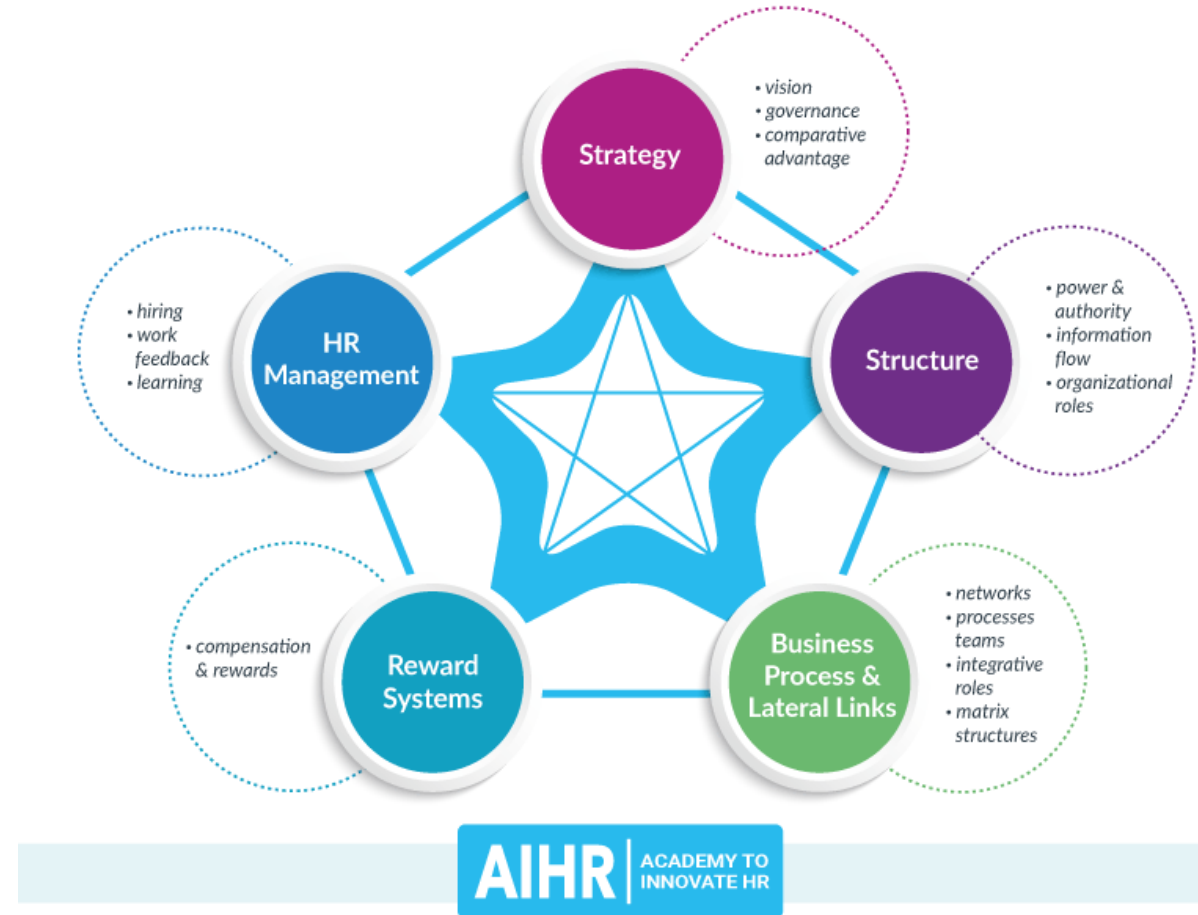 Strategy
• vision
• governance
• comparative
advantage
HR
Management
• hiring
• work
feedback
• learning
Structure
• power &
authority
• information
flow
• organizational
roles
Reward
Systems
• compensation
& rewards
Business
Process &
Lateral Links
• networks
• processes
teams
• integrative
roles
• matrix
structures
AIHR
ACADEMY TO
INNOVATE HR